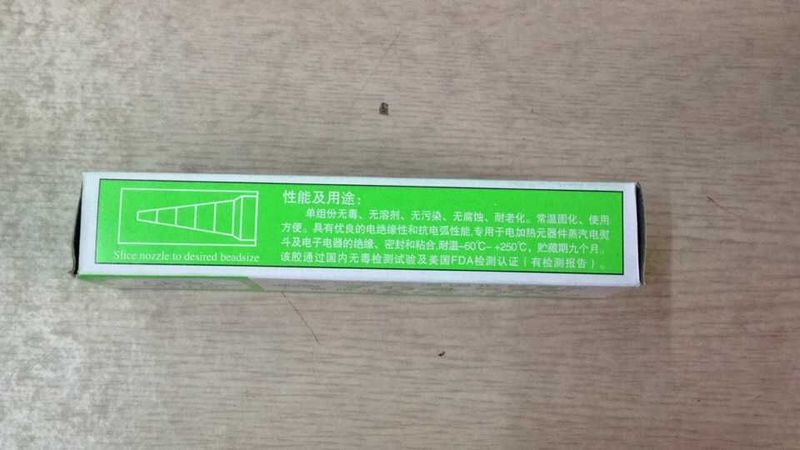 性能及用途：
单组份无毒、无溶剂、无污染、无腐蚀、耐老化。常温固化、使用
方便。具有优良的电绝缘性和抗电弧性能,专用于电加热元器件蒸汽电熨
斗及电子电器的绝缘、密封和粘合,耐温-60℃-+250℃，贮藏期九个月。
该胶通过国内无毒检测试验及美国FDA检测认证（有检测报告）。
Slice nozzle to desired beadsize